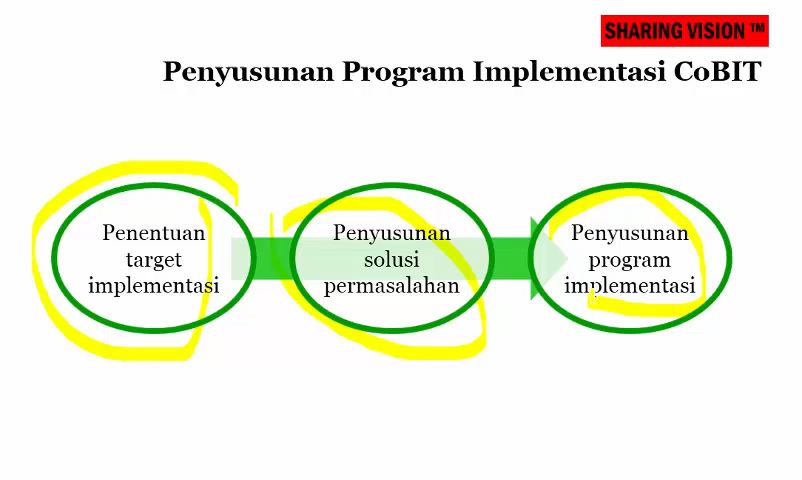 SHARING VISION ™
Penyusunan Program Implementasi CoBIT
Penentuan
target
implementasi
Penyusunan
solusi
permasalahan
Penyusunan
program
implementasi